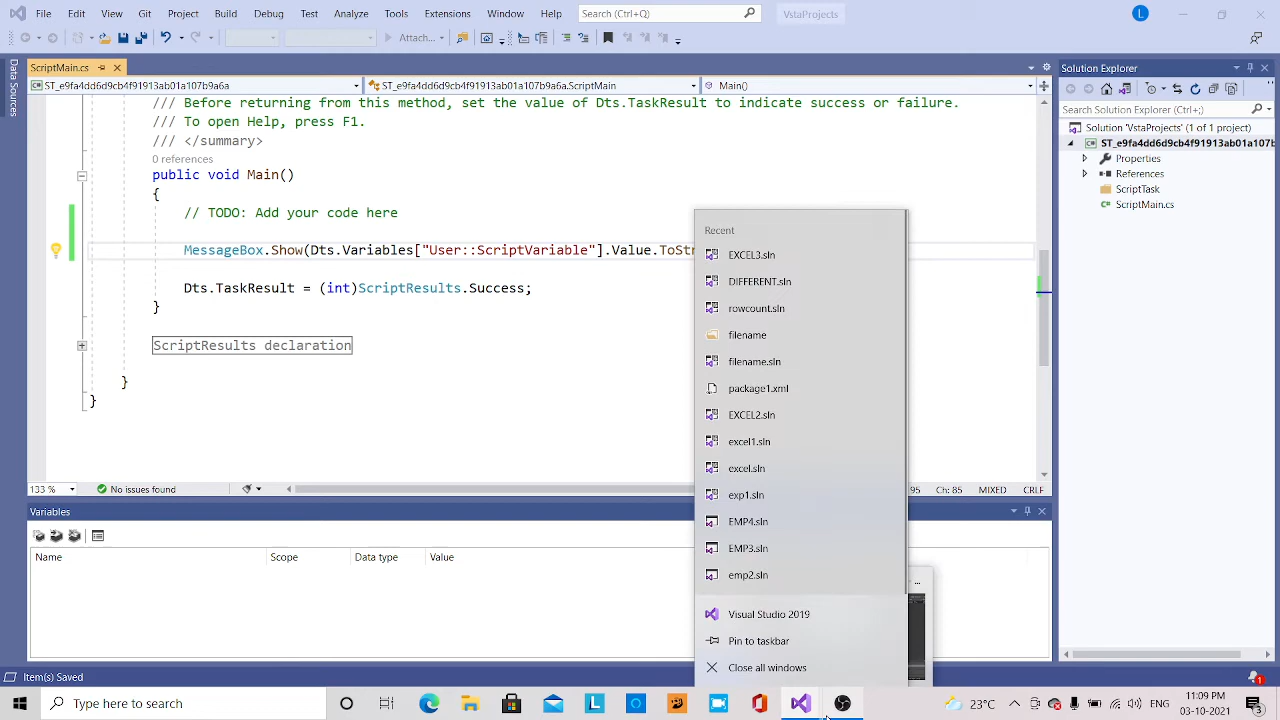 File
Edit
View
Tools
Extensions
Window
Help
Search (Ctrl+Q)
VstaProjects
L
Attach...
ScriptMain.cs
ST_e9fa4dd6d9cb4f91913ab01a107b9a6a
ST_e9fa4dd6d9cb4f91913ab01a107b9a6a.ScriptMain
Main()
/// Before returning from this method, set the value of Dts.TaskResult to indicate success or failure.
/// To open Help, press F1.
/// </summary>
0 references
public void Main()
{
// TODO: Add your code here
MessageBox.Show(Dts.Variables["User::ScriptVariable"].Value.ToStr
Dts.TaskResult = (int)ScriptResults.Success;
}
ScriptResults declaration
}
}
133 %
No issues found
95
Ch: 85
MIXED
CRLF
Solution Explorer
Search Solution Explorer (Ctrl+;)
Solution 'VstaProjects' (1 of 1 project)
ST_e9fa4dd6d9cb4f91913ab01a107b
Properties
References
ScriptTask
ScriptMain.cs
Recent
EXCEL3.sln
DIFFERENT.sln
rowcount.sln
filename
filename.sln
package1.xml
EXCEL2.sln
excel1.sln
excel.sln
exp1.sln
EMP4.sln
EMP3.sln
emp2.sln
Visual Studio 2019
Pin to taskbar
Close all windows
Variables
Name
Scope
Data type
Value
Item(s) Saved
Type here to search
23°C
11:09 PM
03-10-2021